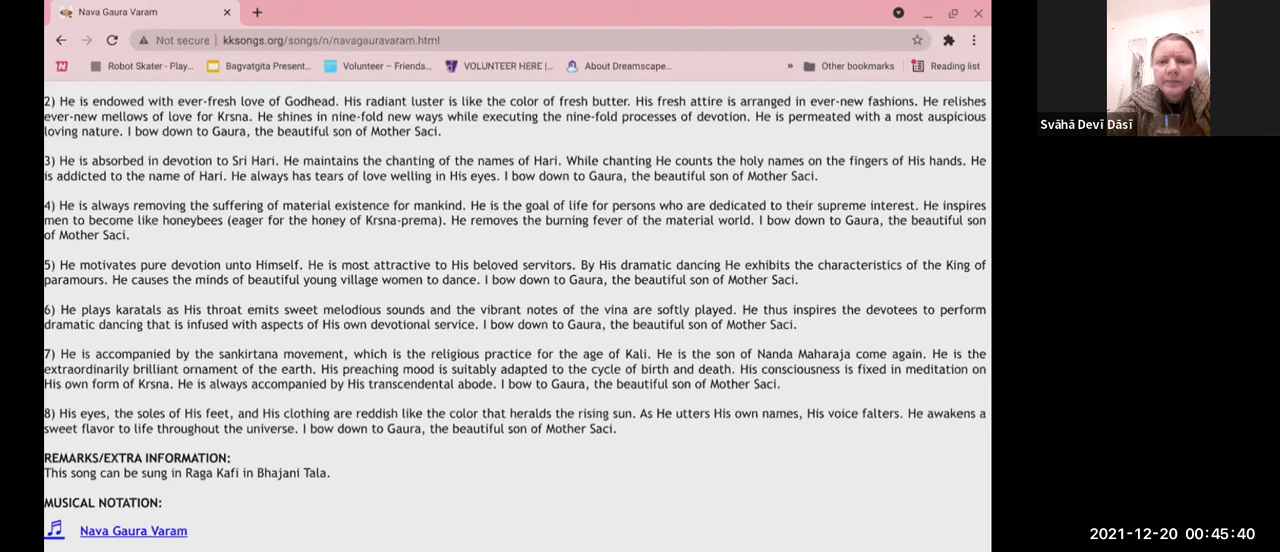 Nava Gaura Varam
Not secure | kksongs.org/songs/n/navagauravaram.html
Robot Skater - Play... Bagvatgita Present... Volunteer – Friends... VOLUNTEER HERE |... About Dreamscape... » Other bookmarks Reading list
2) He is endowed with ever-fresh love of Godhead. His radiant luster is like the color of fresh butter. His fresh attire is arranged in ever-new fashions. He relishes
ever-new mellows of love for Krsna. He shines in nine-fold new ways while executing the nine-fold processes of devotion. He is permeated with a most auspicious
loving nature. I bow down to Gaura, the beautiful son of Mother Saci.
3) He is absorbed in devotion to Sri Hari. He maintains the chanting of the names of Hari. While chanting He counts the holy names on the fingers of His hands. He
is addicted to the name of Hari. He always has tears of love welling in His eyes. I bow down to Gaura, the beautiful son of Mother Saci.
4) He is always removing the suffering of material existence for mankind. He is the goal of life for persons who are dedicated to their supreme interest. He inspires
men to become like honeybees (eager for the honey of Krsna-prema). He removes the burning fever of the material world. I bow down to Gaura, the beautiful son
of Mother Saci.
5) He motivates pure devotion unto Himself. He is most attractive to His beloved servitors. By His dramatic dancing He exhibits the characteristics of the King of
paramours. He causes the minds of beautiful young village women to dance. I bow down to Gaura, the beautiful son of Mother Saci.
6) He plays karatals as His throat emits sweet melodious sounds and the vibrant notes of the vina are softly played. He thus inspires the devotees to perform
dramatic dancing that is infused with aspects of His own devotional service. I bow down to Gaura, the beautiful son of Mother Saci.
7) He is accompanied by the sankirtana movement, which is the religious practice for the age of Kali. He is the son of Nanda Maharaja come again. He is the
extraordinarily brilliant ornament of the earth. His preaching mood is suitably adapted to the cycle of birth and death. His consciousness is fixed in meditation on
His own form of Krsna. He is always accompanied by His transcendental abode. I bow to Gaura, the beautiful son of Mother Saci.
8) His eyes, the soles of His feet, and His clothing are reddish like the color that heralds the rising sun. As He utters His own names, His voice falters. He awakens a
sweet flavor to life throughout the universe. I bow down to Gaura, the beautiful son of Mother Saci.
REMARKS/EXTRA INFORMATION:
This song can be sung in Raga Kafi in Bhajani Tala.
MUSICAL NOTATION:
Nava Gaura Varam
Svāhā Devī Dāsī
2021-12-20 00:45:40